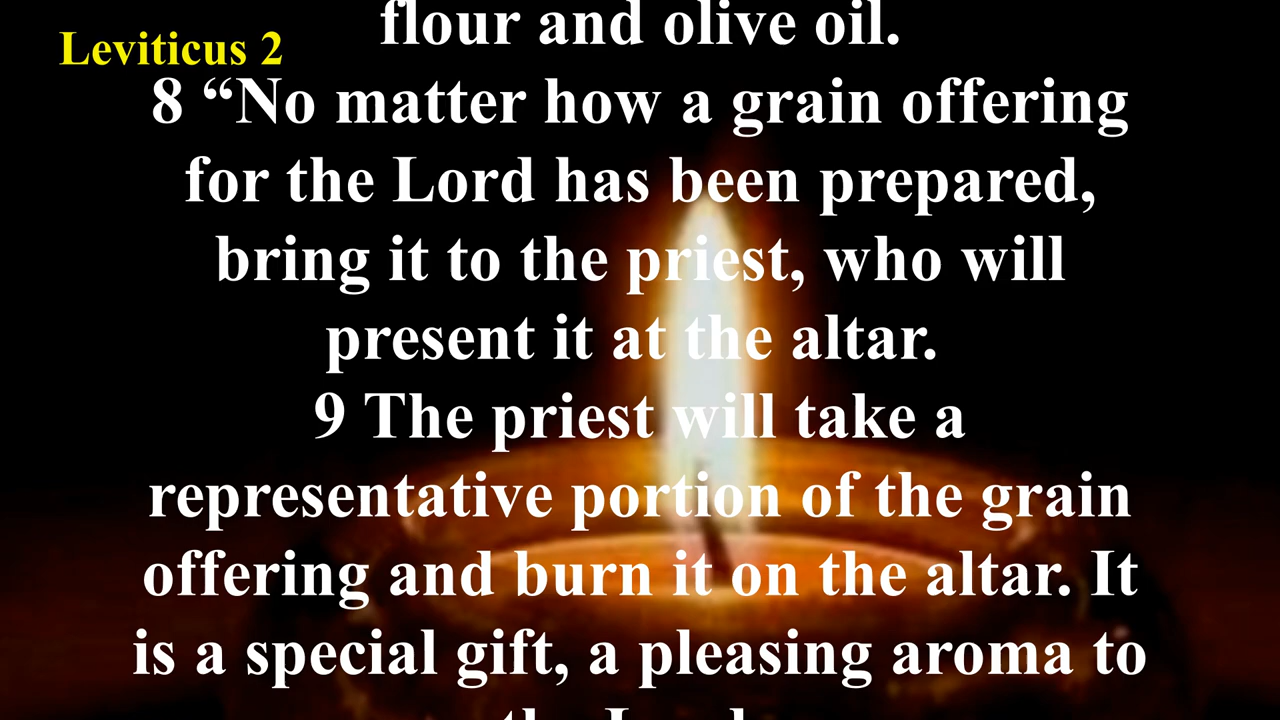 flour and olive oil.
Leviticus 2
8 “No matter how a grain offering
for the Lord has been prepared,
bring it to the priest, who will
present it at the altar.
9 The priest will take a
representative portion of the grain
offering and burn it on the altar. It
is a special gift, a pleasing aroma to